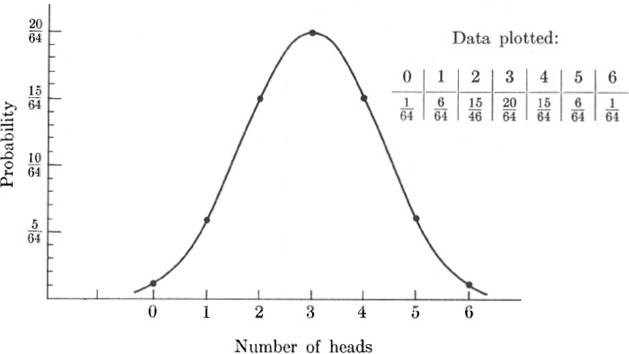 Data plotted:
0 1 2 3 4 5 6
1/64 6/64 15/46 20/64 15/64 6/64 1/64
Probability
20/64
15/64
10/64
5/64
0 1 2 3 4 5 6
Number of heads